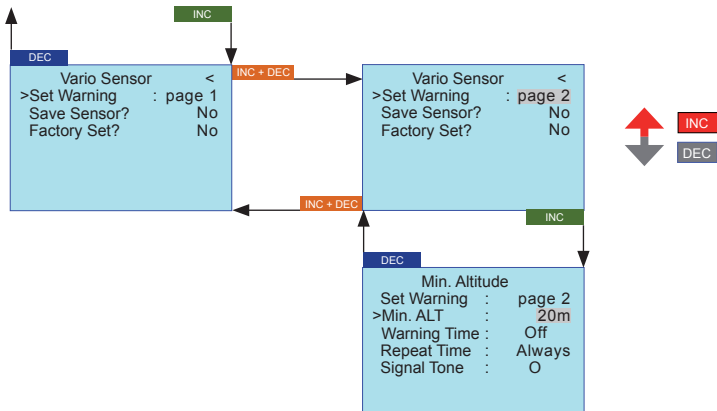 INC
DEC
Vario Sensor <
>Set Warning : page 1
Save Sensor? No
Factory Set? No
INC + DEC
Vario Sensor <
>Set Warning : page 2
Save Sensor? No
Factory Set? No
INC
DEC
INC + DEC
INC
DEC
Min. Altitude
Set Warning : page 2
>Min. ALT : 20m
Warning Time : Off
Repeat Time : Always
Signal Tone : O